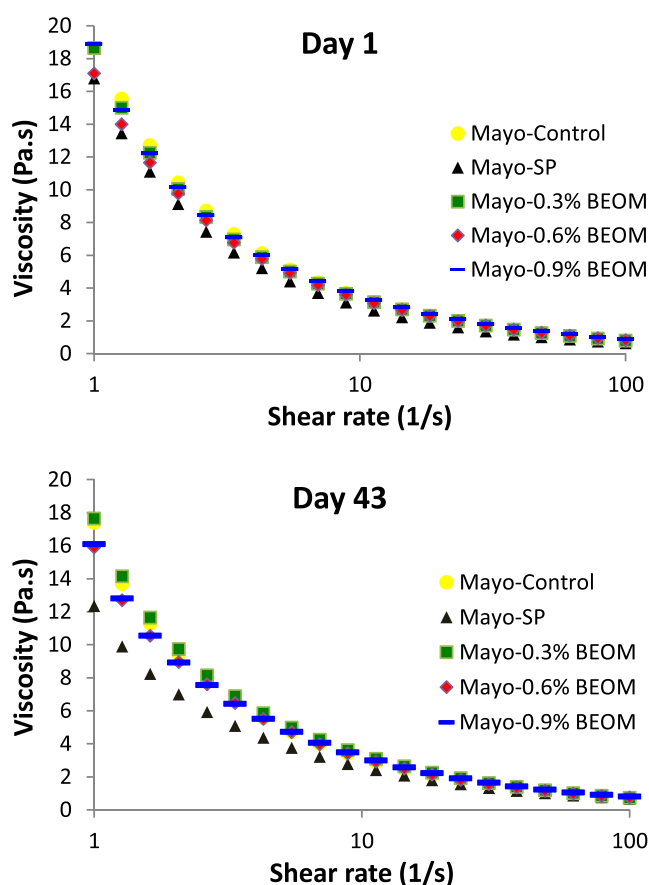 Day 1
Viscosity (Pa.s)
20
18
16
14
12
10
8
6
4
2
0
Mayo-Control
Mayo-SP
Mayo-0.3% BEOM
Mayo-0.6% BEOM
Mayo-0.9% BEOM
1
10
100
Shear rate (1/s)
Day 43
Viscosity (Pa.s)
20
18
16
14
12
10
8
6
4
2
0
Mayo-Control
Mayo-SP
Mayo-0.3% BEOM
Mayo-0.6% BEOM
Mayo-0.9% BEOM
1
10
100
Shear rate (1/s)